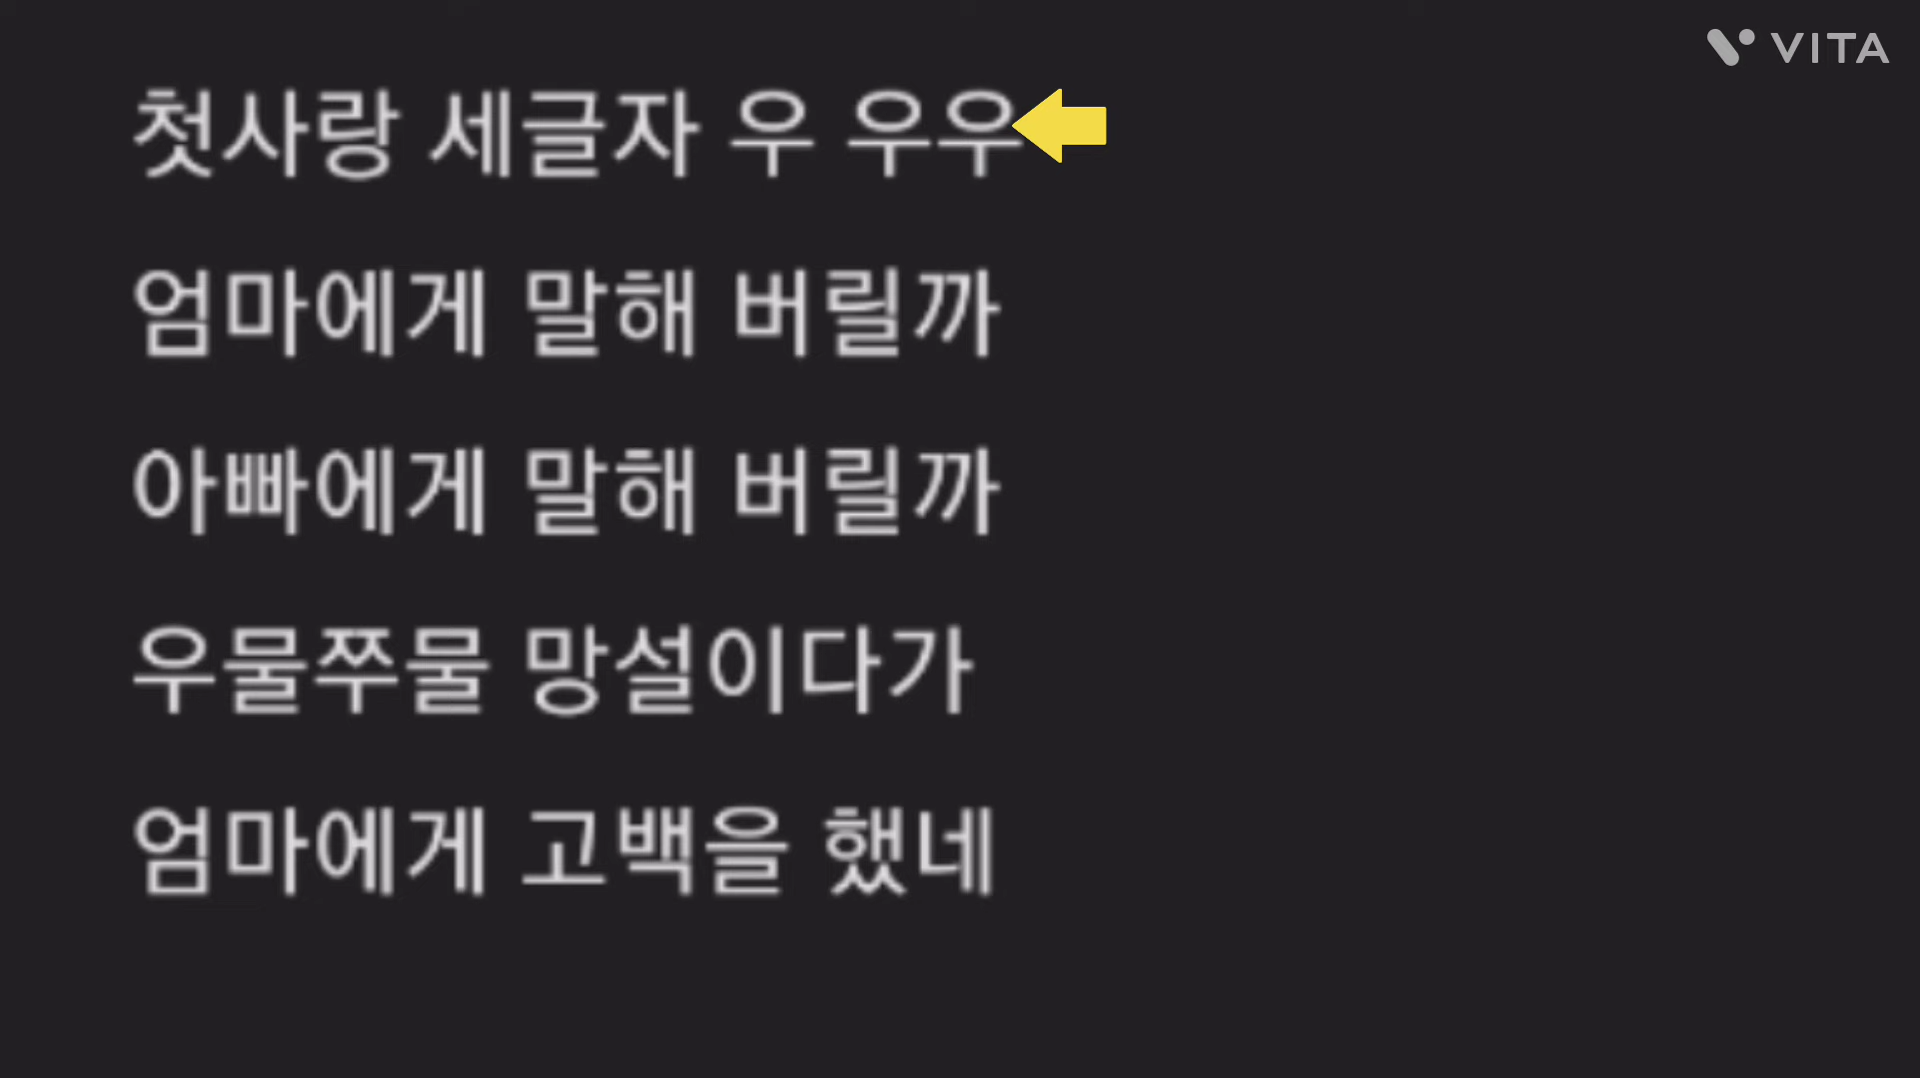 VITA
첫사랑 세글자 우 우우
엄마에게 말해 버릴까
아빠에게 말해 버릴까
우물쭈물 망설이다가
엄마에게 고백을 했네